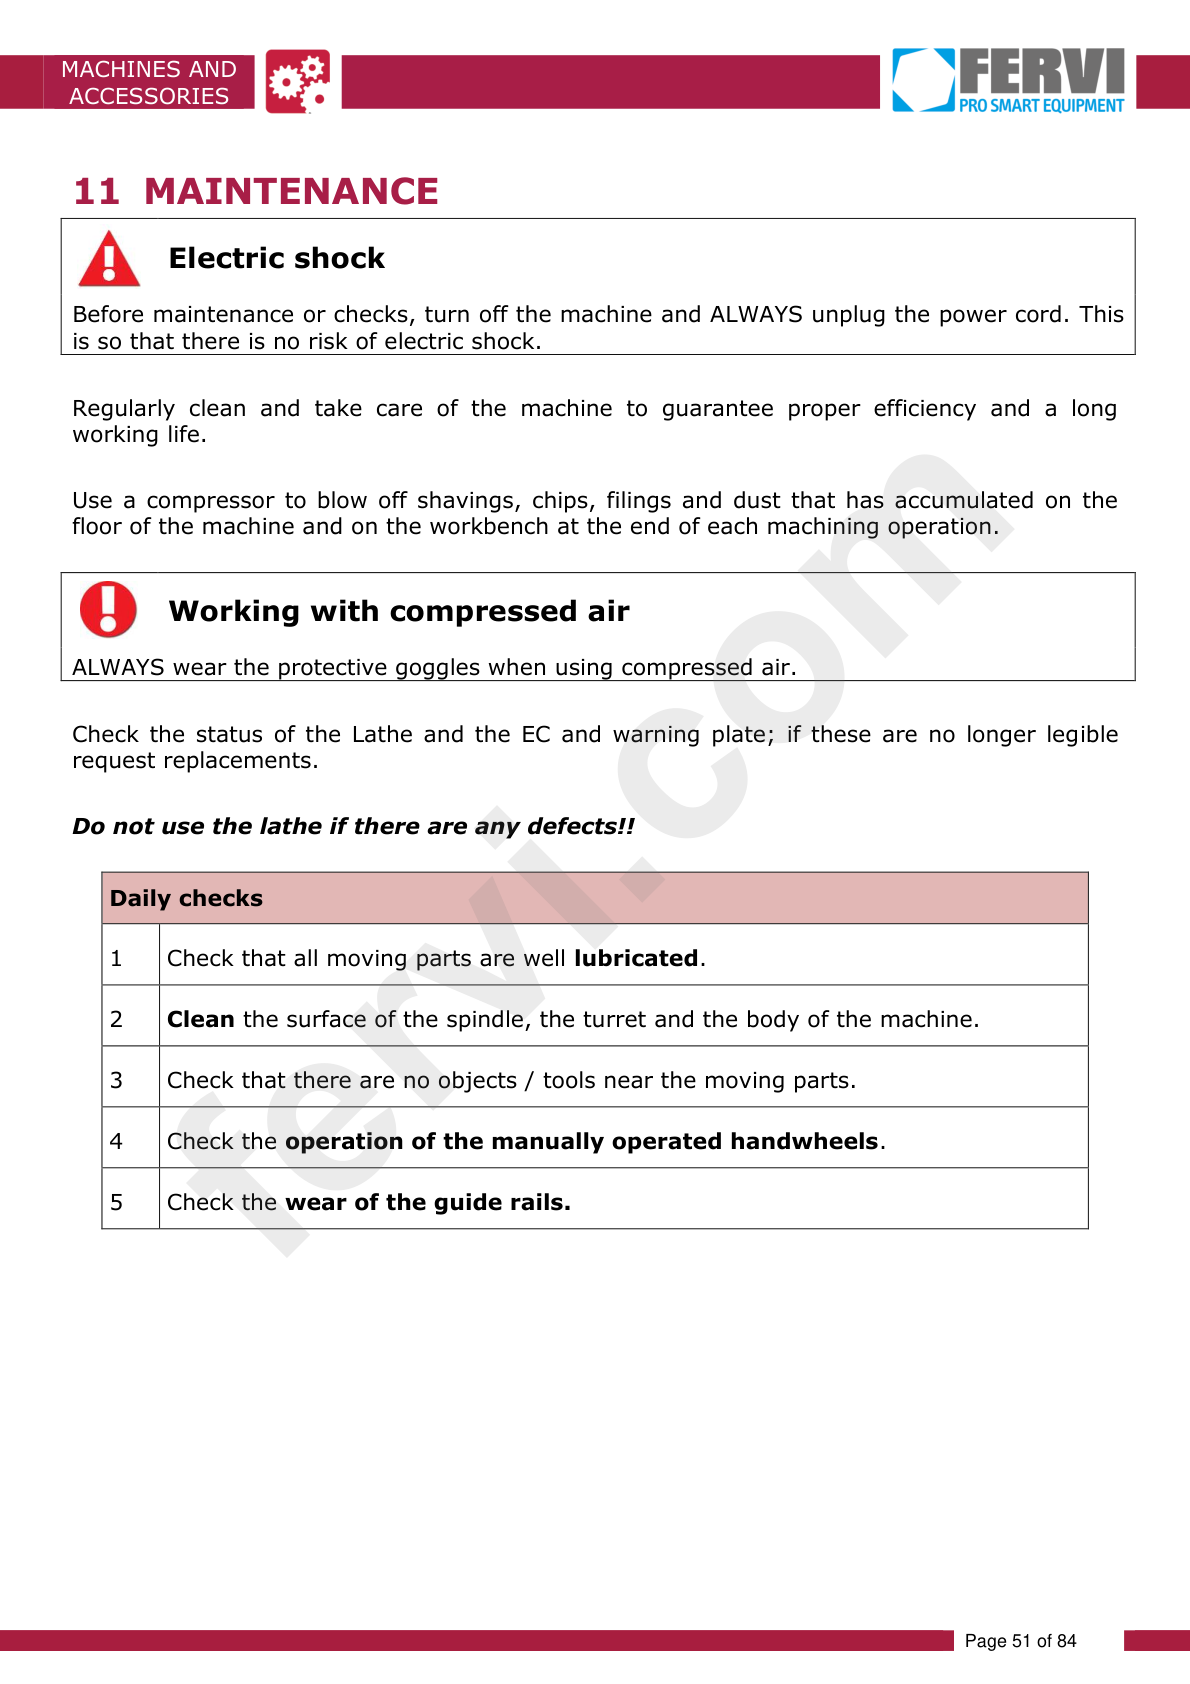 MACHINES AND
ACCESSORIES
FERVI
PRO SMART EQUIPMENT
11 MAINTENANCE
Electric shock
Before maintenance or checks, turn off the machine and ALWAYS unplug the power cord. This
is so that there is no risk of electric shock.
Regularly clean and take care of the machine to guarantee proper efficiency and a long
working life.
Use a compressor to blow off shavings, chips, filings and dust that has accumulated on the
floor of the machine and on the workbench at the end of each machining operation.
Working with compressed air
ALWAYS wear the protective goggles when using compressed air.
Check the status of the Lathe and the EC and warning plate; if these are no longer legible
request replacements.
Do not use the lathe if there are any defects!!
Daily checks
1 Check that all moving parts are well lubricated.
2 Clean the surface of the spindle, the turret and the body of the machine.
3 Check that there are no objects / tools near the moving parts.
4 Check the operation of the manually operated handwheels.
5 Check the wear of the guide rails.
fervi.com
Page 51 of 84